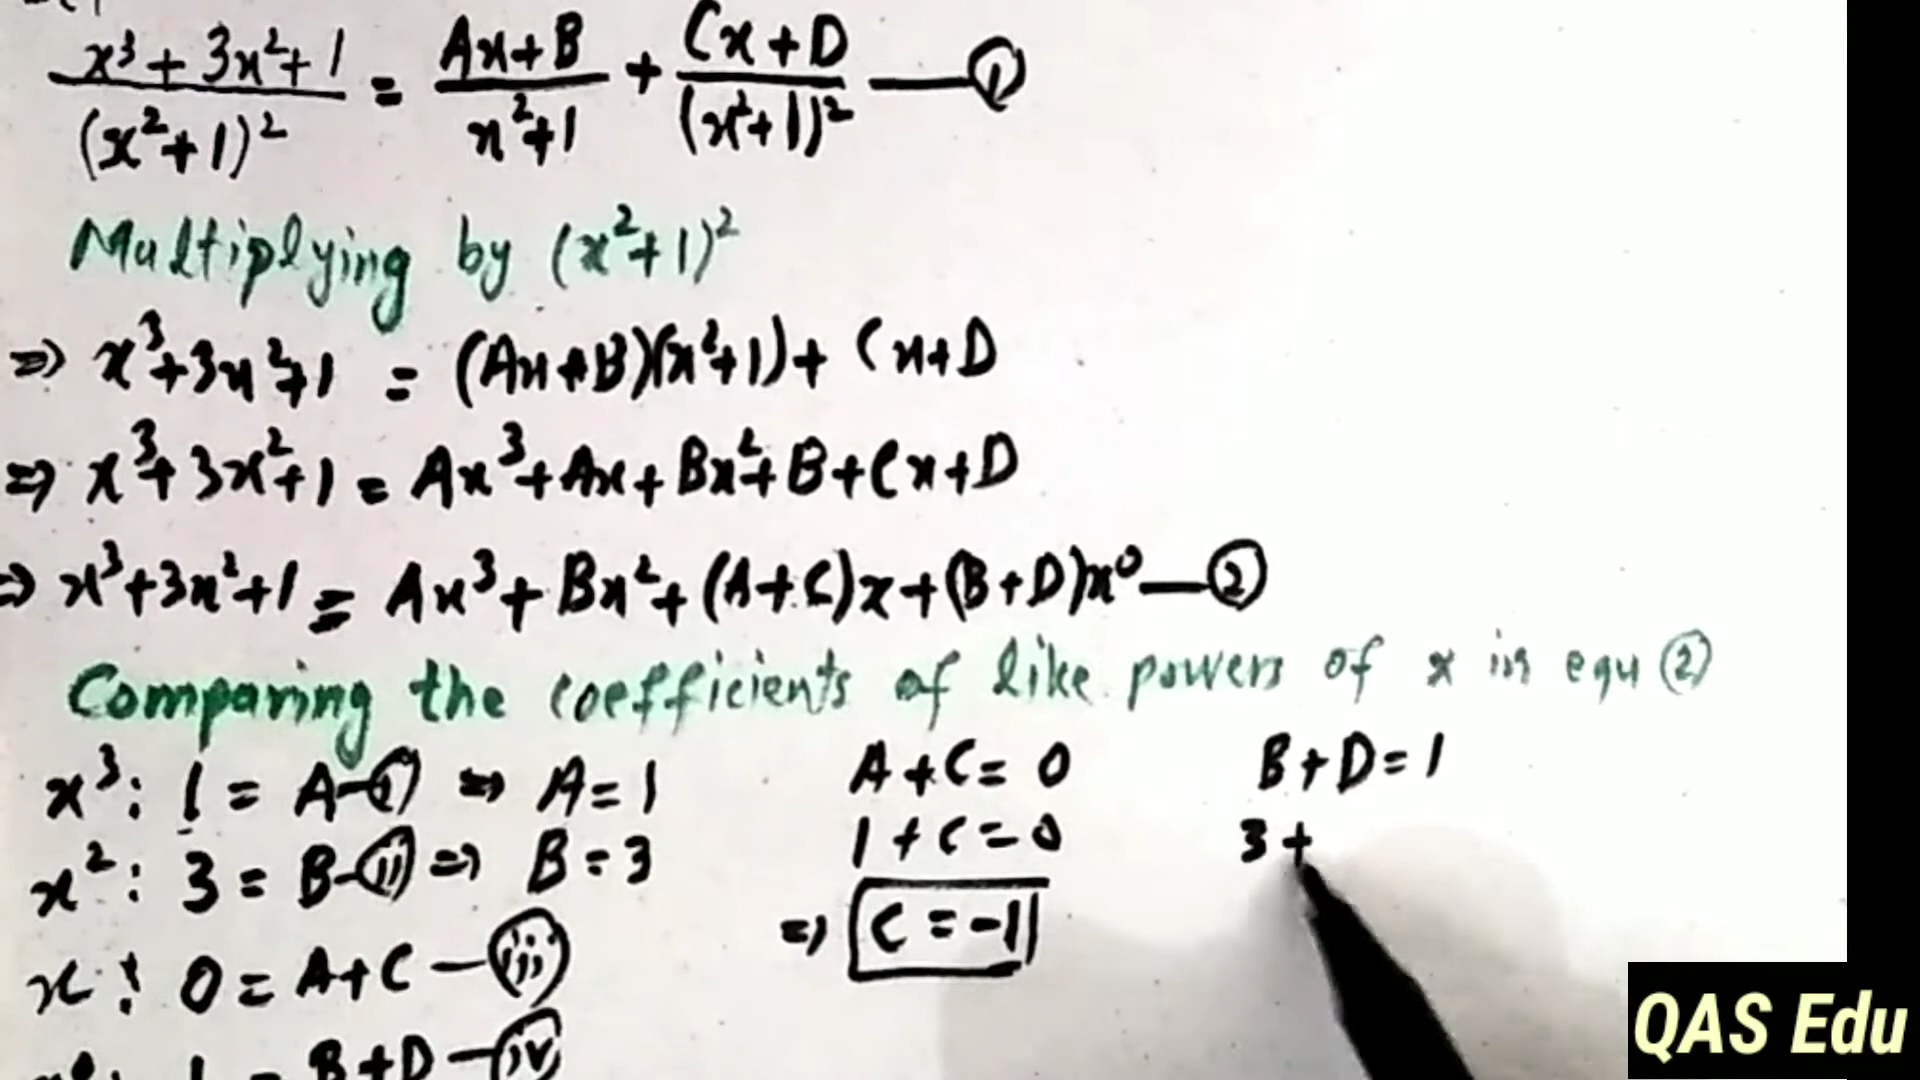 x³ + 3x² + 1 / (x² + 1)² = Ax + B / x² + 1 + Cx + D / (x² + 1)² — ①
Multiplying by (x² + 1)²
⇒ x³ + 3x² + 1 = (Ax + B)(x² + 1) + Cx + D
⇒ x³ + 3x² + 1 = Ax³ + Ax + Bx² + B + Cx + D
⇒ x³ + 3x² + 1 = Ax³ + Bx² + (A + C)x + (B + D)x⁰ — ②
Comparing the coefficients of like powers of x in equ ②
x³ : 1 = A — (i) ⇒ A = 1
x² : 3 = B — (ii) ⇒ B = 3
x : 0 = A + C — (iii)
1 = B + D — (iv)
A + C = 0
1 + C = 0
⇒ C = -1
B + D = 1
3 +
QAS Edu